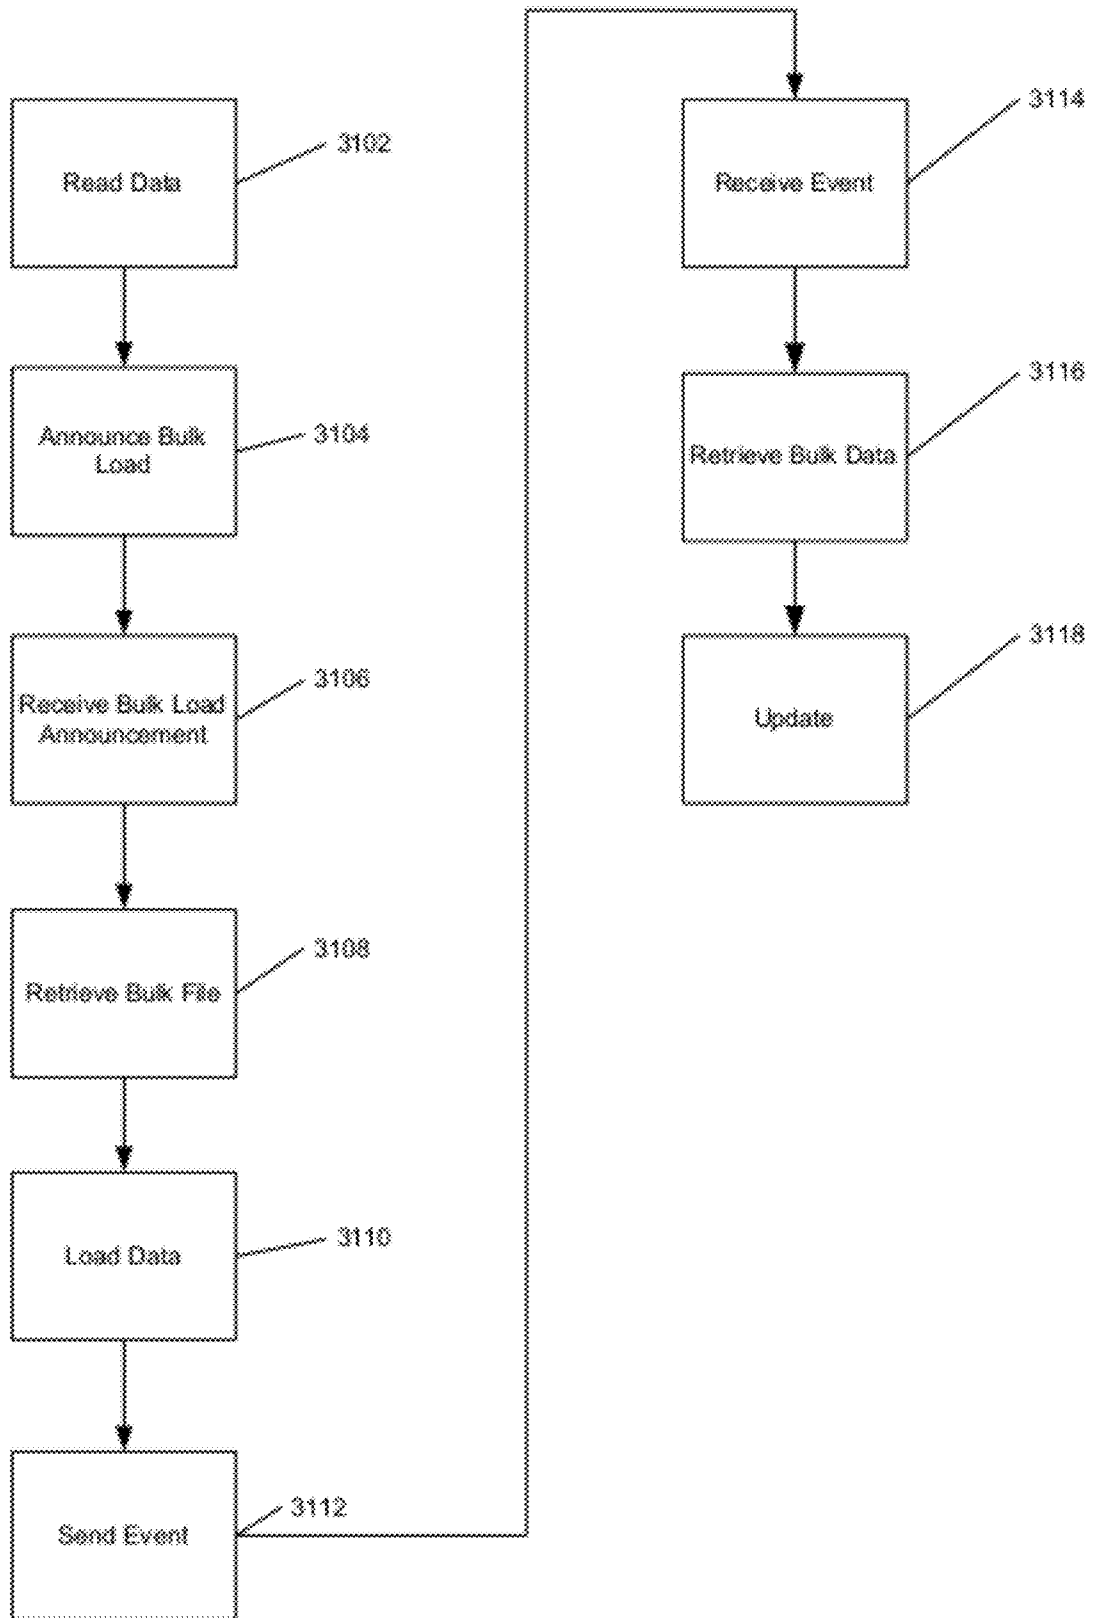 Read Data
3102
Announce Bulk
Load
3104
Receive Bulk Load
Announcement
3106
Retrieve Bulk File
3108
Load Data
3110
Send Event
3112
Receive Event
3114
Retrieve Bulk Data
3116
Update
3118